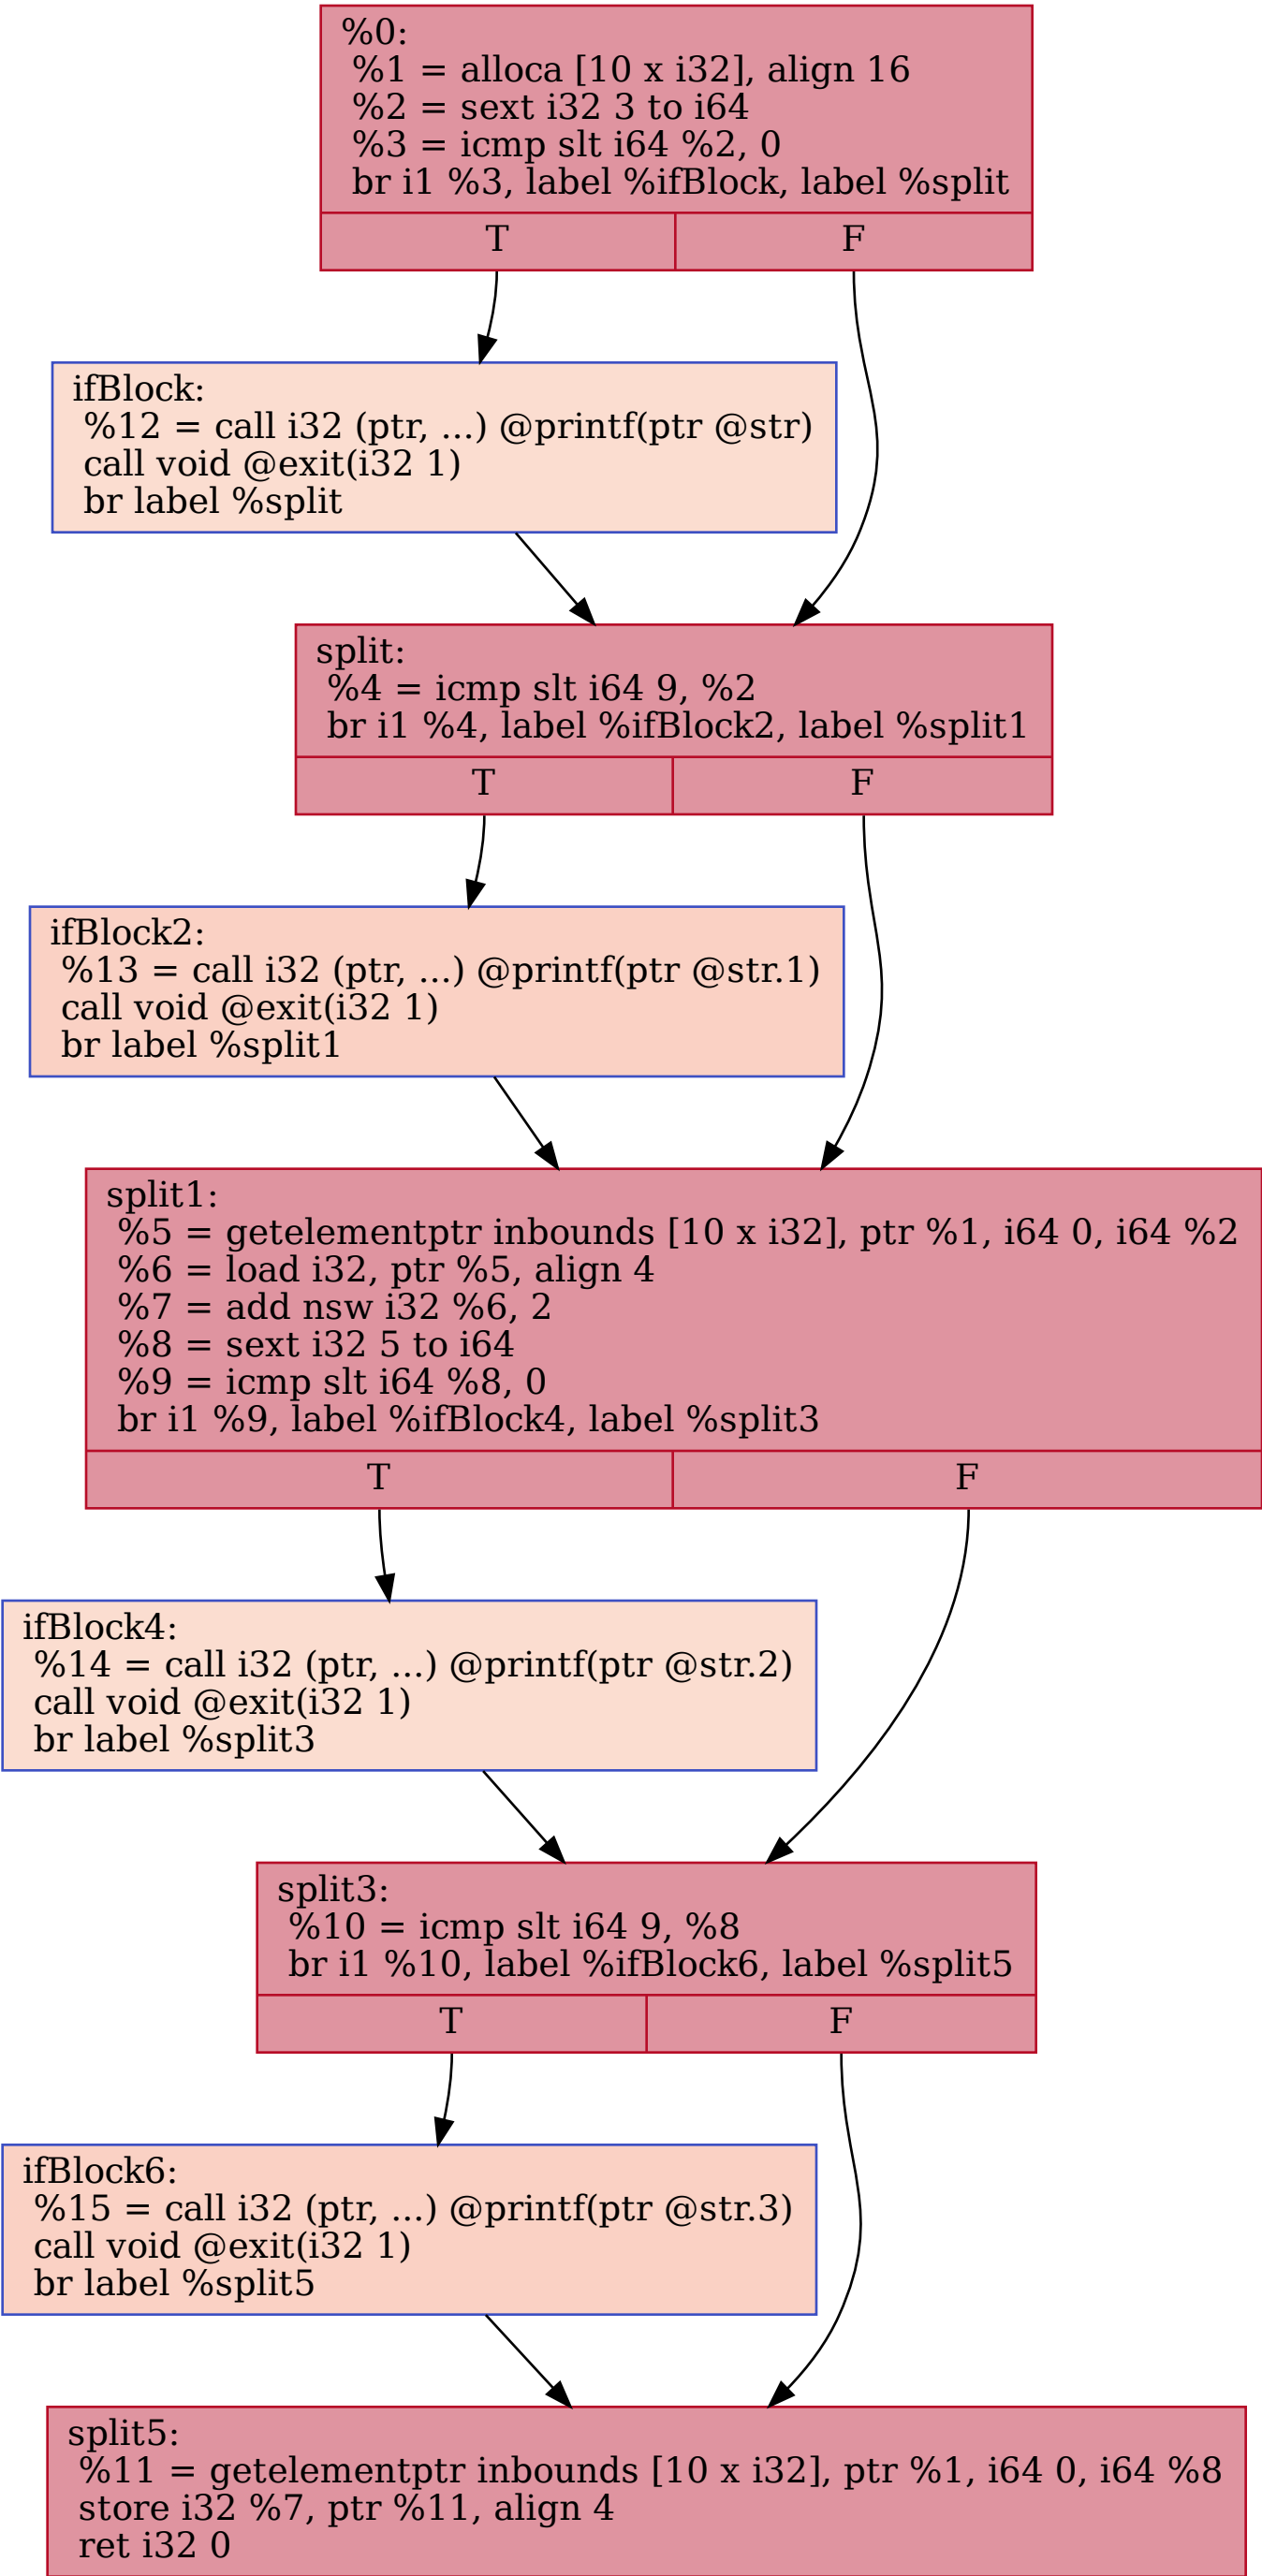 %0:
%1 = alloca [10 x i32], align 16
%2 = sext i32 3 to i64
%3 = icmp slt i64 %2, 0
br i1 %3, label %ifBlock, label %split
T F
ifBlock:
%12 = call i32 (ptr, ...) @printf(ptr @str)
call void @exit(i32 1)
br label %split
split:
%4 = icmp slt i64 9, %2
br i1 %4, label %ifBlock2, label %split1
T F
ifBlock2:
%13 = call i32 (ptr, ...) @printf(ptr @str.1)
call void @exit(i32 1)
br label %split1
split1:
%5 = getelementptr inbounds [10 x i32], ptr %1, i64 0, i64 %2
%6 = load i32, ptr %5, align 4
%7 = add nsw i32 %6, 2
%8 = sext i32 5 to i64
%9 = icmp slt i64 %8, 0
br i1 %9, label %ifBlock4, label %split3
T F
ifBlock4:
%14 = call i32 (ptr, ...) @printf(ptr @str.2)
call void @exit(i32 1)
br label %split3
split3:
%10 = icmp slt i64 9, %8
br i1 %10, label %ifBlock6, label %split5
T F
ifBlock6:
%15 = call i32 (ptr, ...) @printf(ptr @str.3)
call void @exit(i32 1)
br label %split5
split5:
%11 = getelementptr inbounds [10 x i32], ptr %1, i64 0, i64 %8
store i32 %7, ptr %11, align 4
ret i32 0